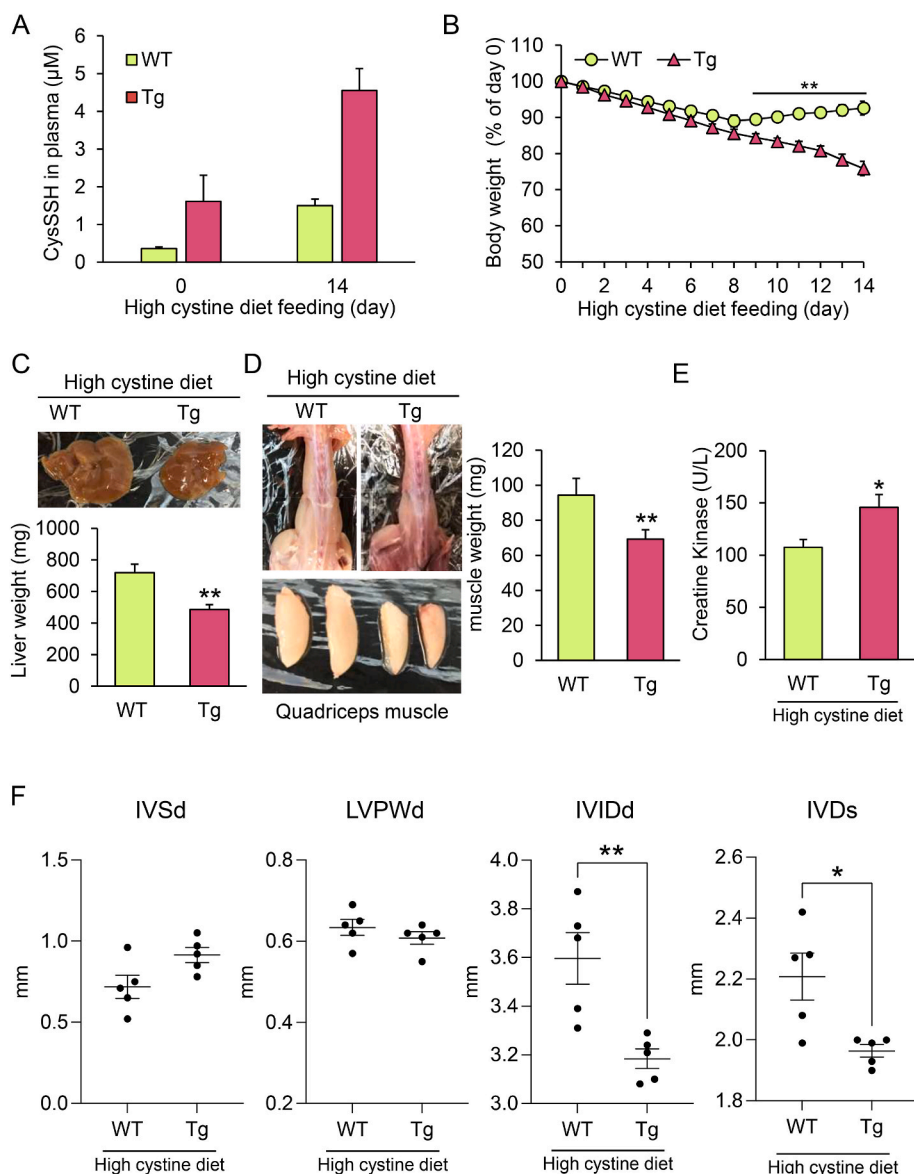 A
CysSSH in plasma (µM)
6
5
4
3
2
1
0
WT
Tg
0 14
High cystine diet feeding (day)
B
Body weight (% of day 0)
110
100
90
80
70
60
50
WT Tg
**
0 2 4 6 8 10 12 14
High cystine diet feeding (day)
C
High cystine diet
WT Tg
Liver weight (mg)
1000
800
600
400
200
0
**
WT Tg
D
High cystine diet
WT Tg
Quadriceps muscle
muscle weight (mg)
120
100
80
60
40
20
0
**
WT Tg
E
Creatine Kinase (U/L)
200
150
100
50
0
*
WT Tg
High cystine diet
F
IVSd
mm
1.5
1.0
0.5
0.0
WT Tg
High cystine diet
LVPWd
mm
0.8
0.6
0.4
0.2
WT Tg
High cystine diet
IVIDd
mm
4.0
3.8
3.6
3.4
3.2
3.0
**
WT Tg
High cystine diet
IVDs
mm
2.6
2.4
2.2
2.0
1.8
*
WT Tg
High cystine diet